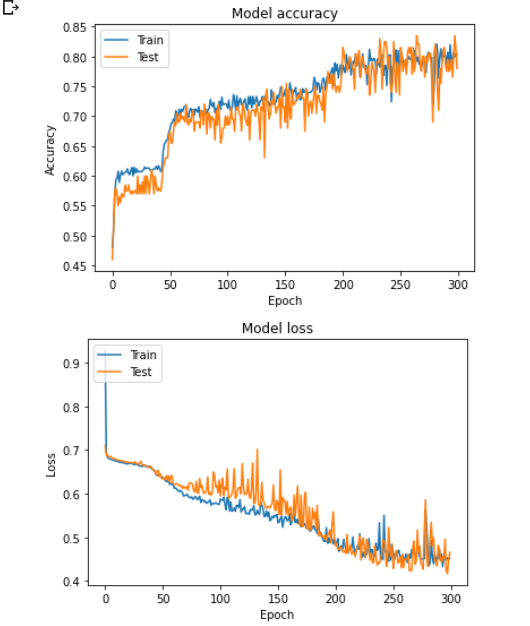 Model accuracy
Train
Test
0.85
0.80
0.75
0.70
0.65
0.60
0.55
0.50
0.45
Accuracy
0 50 100 150 200 250 300
Epoch
Model loss
Train
Test
0.9
0.8
0.7
0.6
0.5
0.4
Loss
0 50 100 150 200 250 300
Epoch